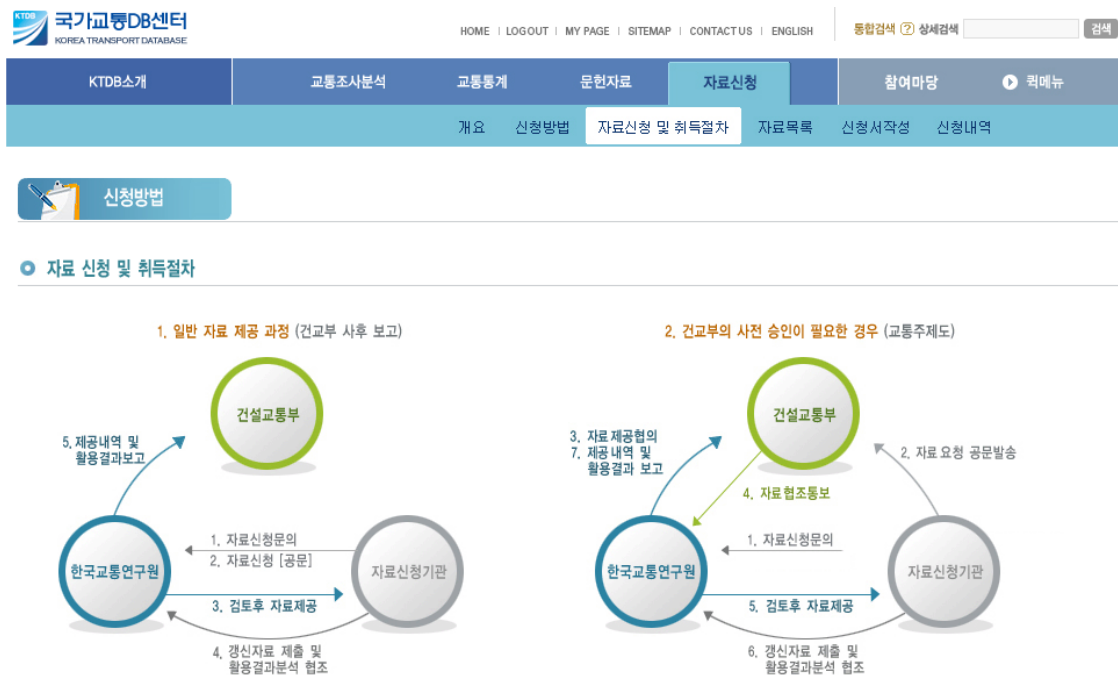 KTDB
국가교통DB센터
KOREA TRANSPORT DATABASE
HOME | LOGOUT | MY PAGE | SITEMAP | CONTACT US | ENGLISH
통합검색 ? 상세검색 검색
KTDB소개 교통조사분석 교통통계 문헌자료 자료신청 참여마당 퀵메뉴
개요 신청방법 자료신청 및 취득절차 자료목록 신청서작성 신청내역
신청방법
자료 신청 및 취득절차
1. 일반 자료 제공 과정 (건교부 사후 보고)
건설교통부
5. 제공내역 및
활용결과보고
1. 자료신청문의
2. 자료신청 [공문]
한국교통연구원
자료신청기관
3. 검토후 자료제공
4. 갱신자료 제출 및
활용결과분석 협조
2. 건교부의 사전 승인이 필요한 경우 (교통주제도)
건설교통부
3. 자료 제공협의
7. 제공내역 및
활용결과 보고
2. 자료 요청 공문발송
4. 자료협조통보
1. 자료신청문의
한국교통연구원
자료신청기관
5. 검토후 자료제공
6. 갱신자료 제출 및
활용결과분석 협조